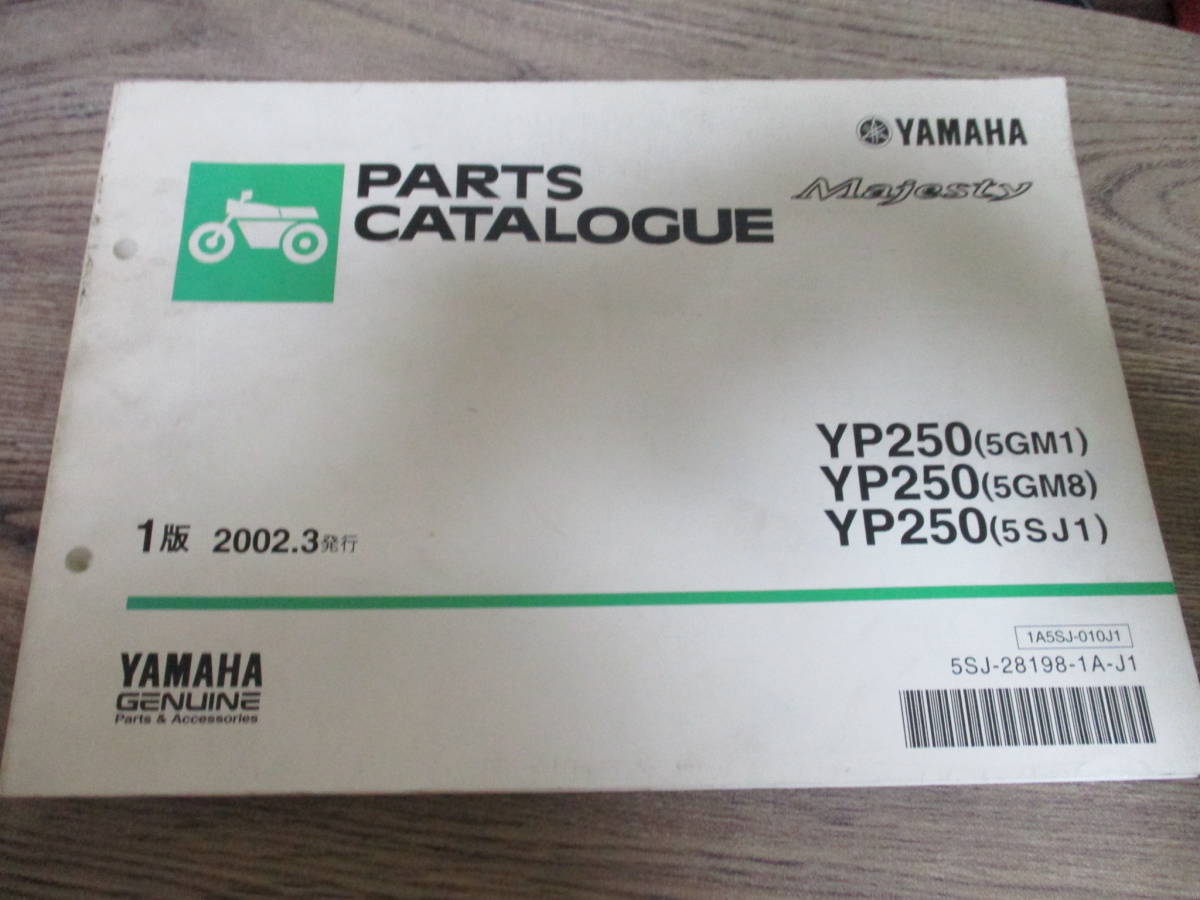 YAMAHA
Majesty
PARTS
CATALOGUE
YP250(5GM1)
YP250(5GM8)
YP250(5SJ1)
1版 2002.3発行
1A5SJ-010J1
5SJ-28198-1A-J1
YAMAHA
GENUINE
Parts & Accessories